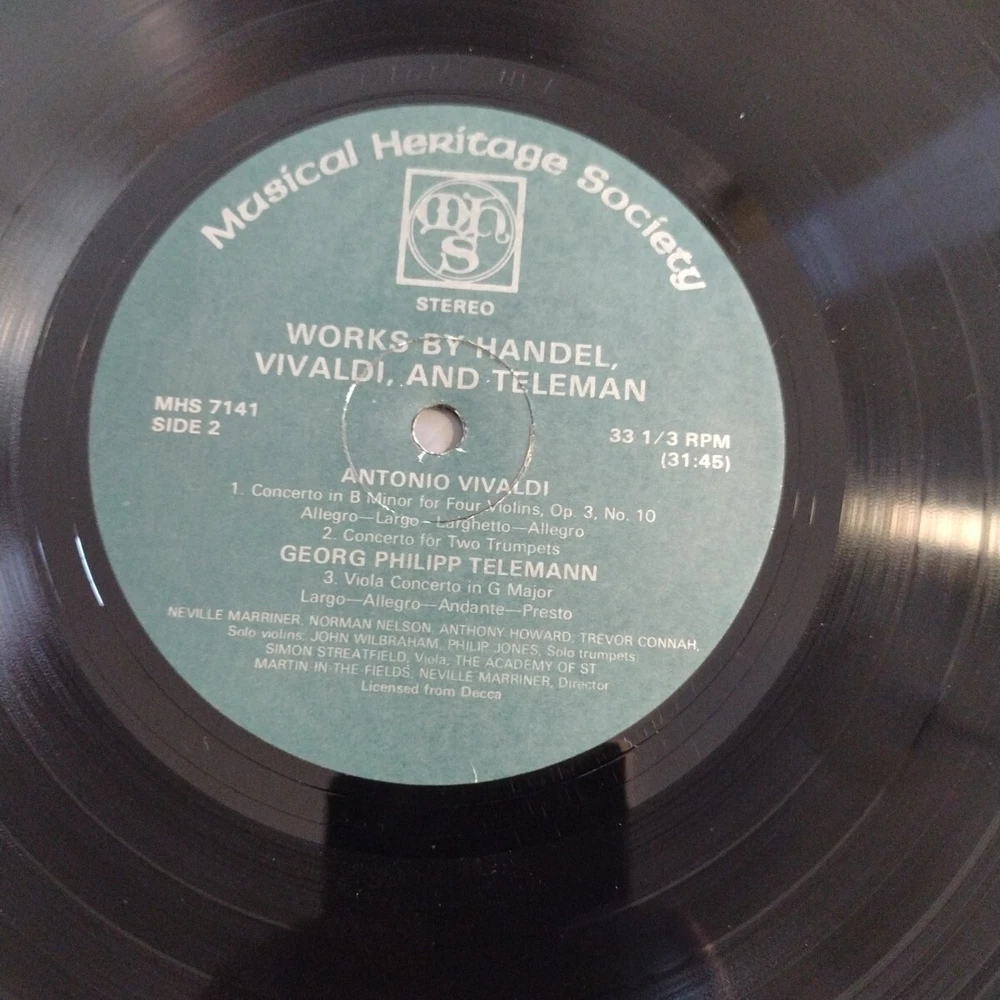 Musical Heritage Society
mhs
STEREO
WORKS BY HANDEL,
VIVALDI, AND TELEMAN
MHS 7141
SIDE 2
33 1/3 RPM
(31:45)
ANTONIO VIVALDI
1. Concerto in B Minor for Four Violins, Op. 3, No. 10
Allegro—Largo—Larghetto—Allegro
2. Concerto for Two Trumpets
GEORG PHILIPP TELEMANN
3. Viola Concerto in G Major
Largo—Allegro—Andante—Presto
NEVILLE MARRINER, NORMAN NELSON, ANTHONY HOWARD, TREVOR CONNAH,
Solo violins: JOHN WILBRAHAM, PHILIP JONES, Solo trumpets:
SIMON STREATFIELD, Viola, THE ACADEMY OF ST
MARTIN-IN-THE-FIELDS, NEVILLE MARRINER, Director
Licensed from Decca